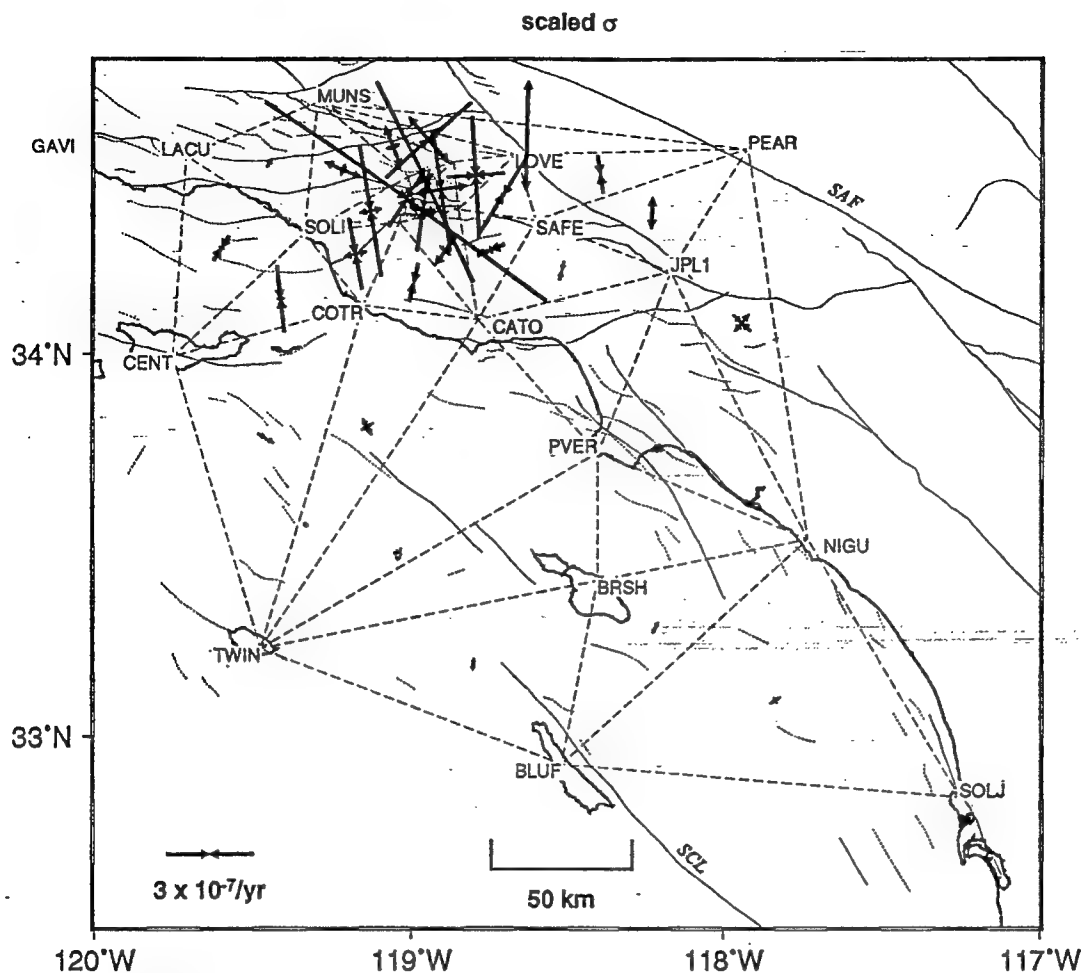 scaled σ
MUNS
GAVI
LACU
LOVE
PEAR
SAF
SOLI
SAFE
JPL1
COTR
CATO
34°N
CENT
PVER
NIGU
BRSH
TWIN
33°N
BLUF
SOLJ
SCL
3 x 10⁻⁷/yr
50 km
120°W
119°W
118°W
117°W